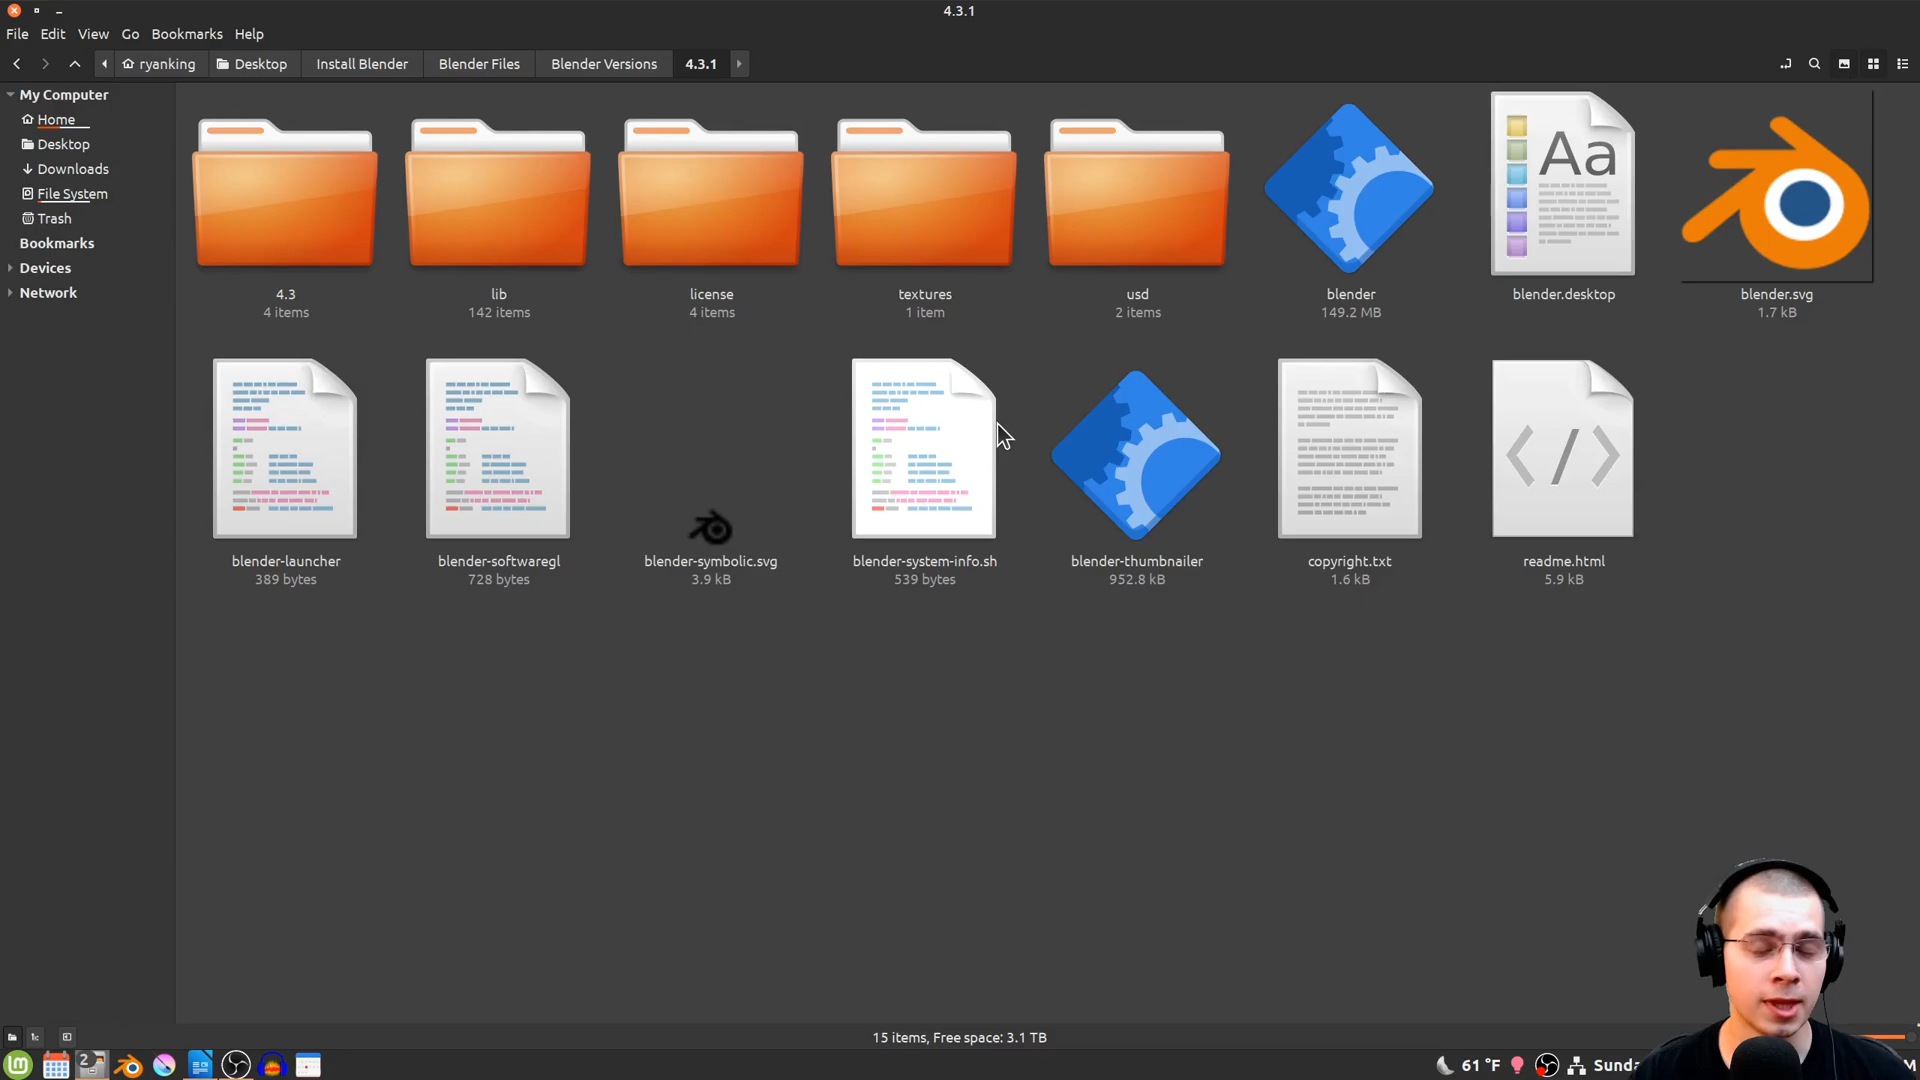 4.3.1
File Edit View Go Bookmarks Help
ryanking Desktop Install Blender Blender Files Blender Versions 4.3.1
My Computer
Home
Desktop
Downloads
File System
Trash
Bookmarks
Devices
Network
4.3
4 items
lib
142 items
license
4 items
textures
1 item
usd
2 items
blender
149.2 MB
Aa
blender.desktop
blender.svg
1.7 kB
blender-launcher
389 bytes
blender-softwaregl
728 bytes
blender-symbolic.svg
3.9 kB
blender-system-info.sh
539 bytes
blender-thumbnailer
952.8 kB
copyright.txt
1.6 kB
</>
readme.html
5.9 kB
15 items, Free space: 3.1 TB
2
61 °F
Sunda
M